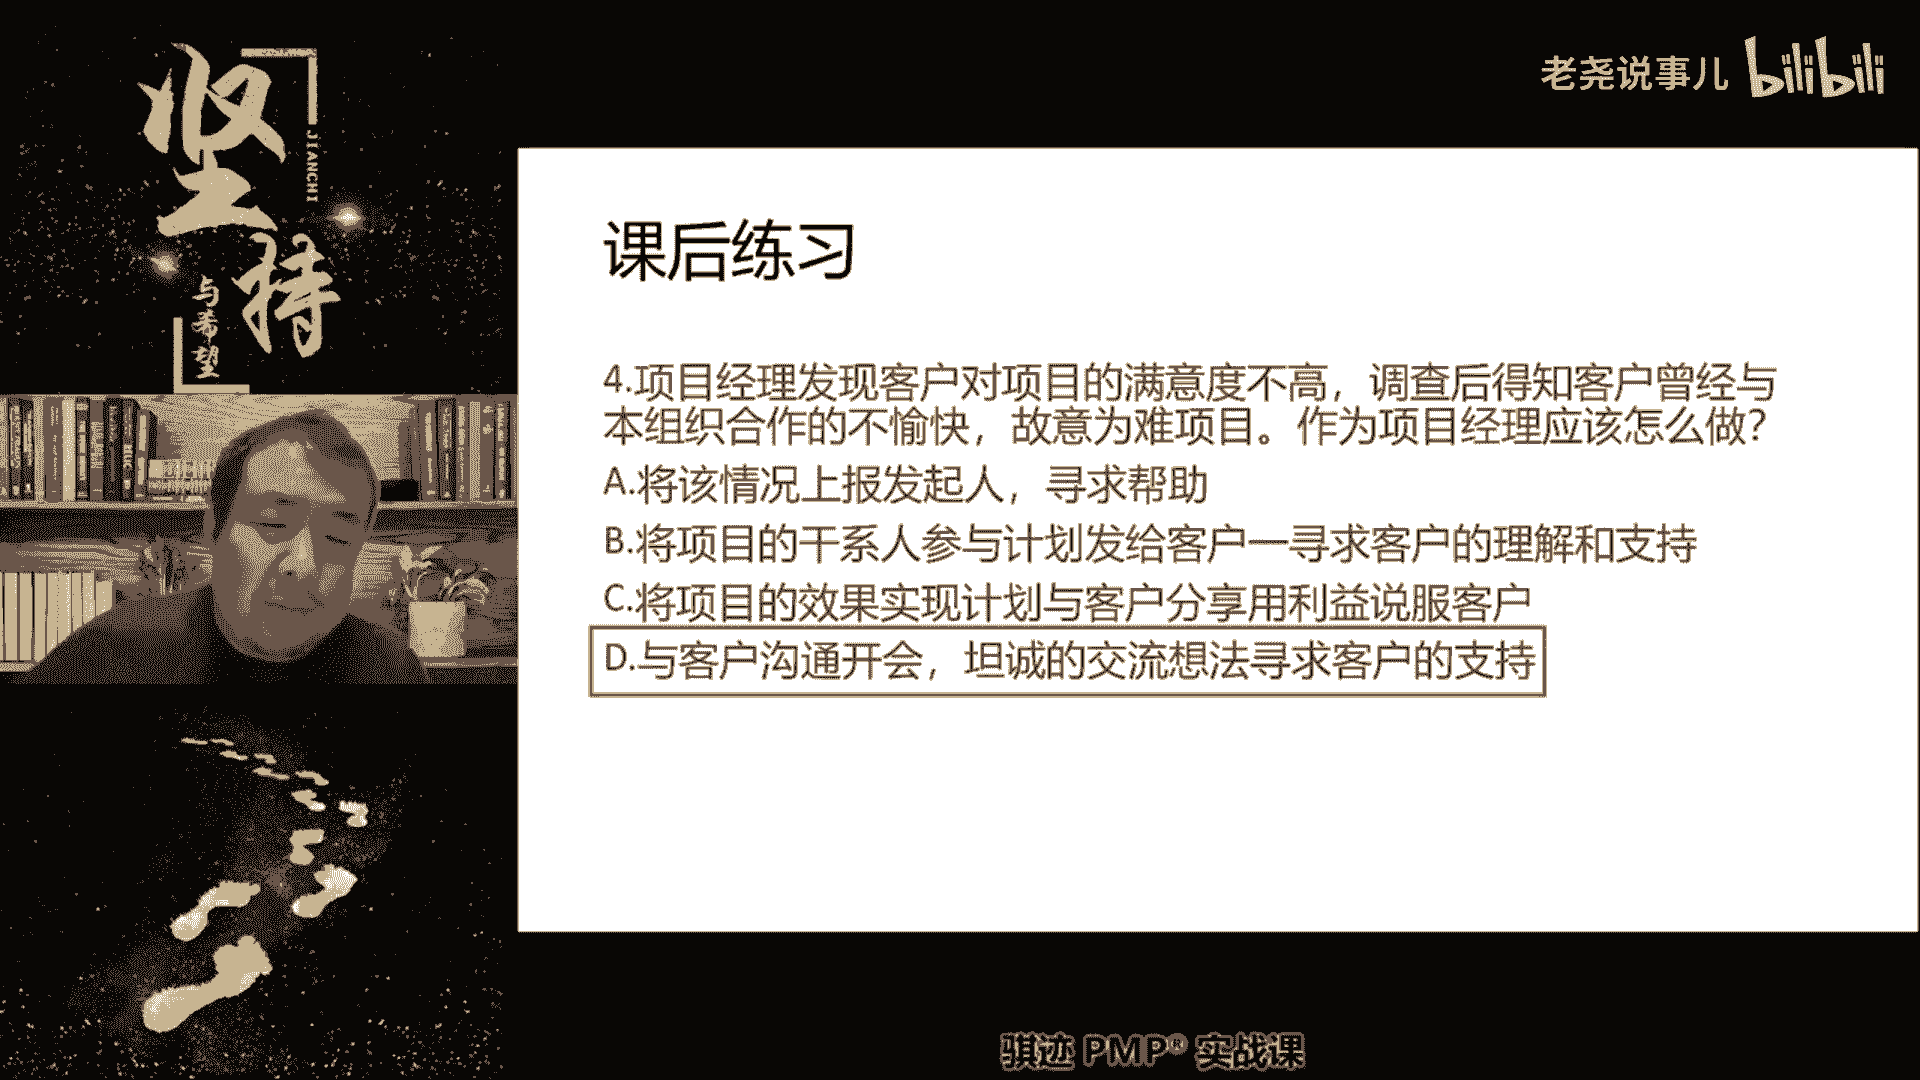 坚持
JIANCHI
与希望
老尧说事儿 bilibili
课后练习
4.项目经理发现客户对项目的满意度不高，调查后得知客户曾经与
本组织合作的不愉快，故意为难项目。作为项目经理应该怎么做？
A.将该情况上报发起人，寻求帮助
B.将项目的干系人参与计划发给客户一寻求客户的理解和支持
C.将项目的效果实现计划与客户分享用利益说服客户
D.与客户沟通开会，坦诚的交流想法寻求客户的支持
骐迹 PMP® 实战课